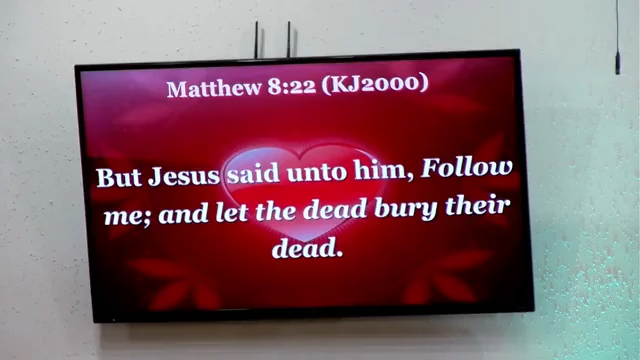 Matthew 8:22 (KJ2000)
But Jesus said unto him, Follow
me; and let the dead bury their
dead.